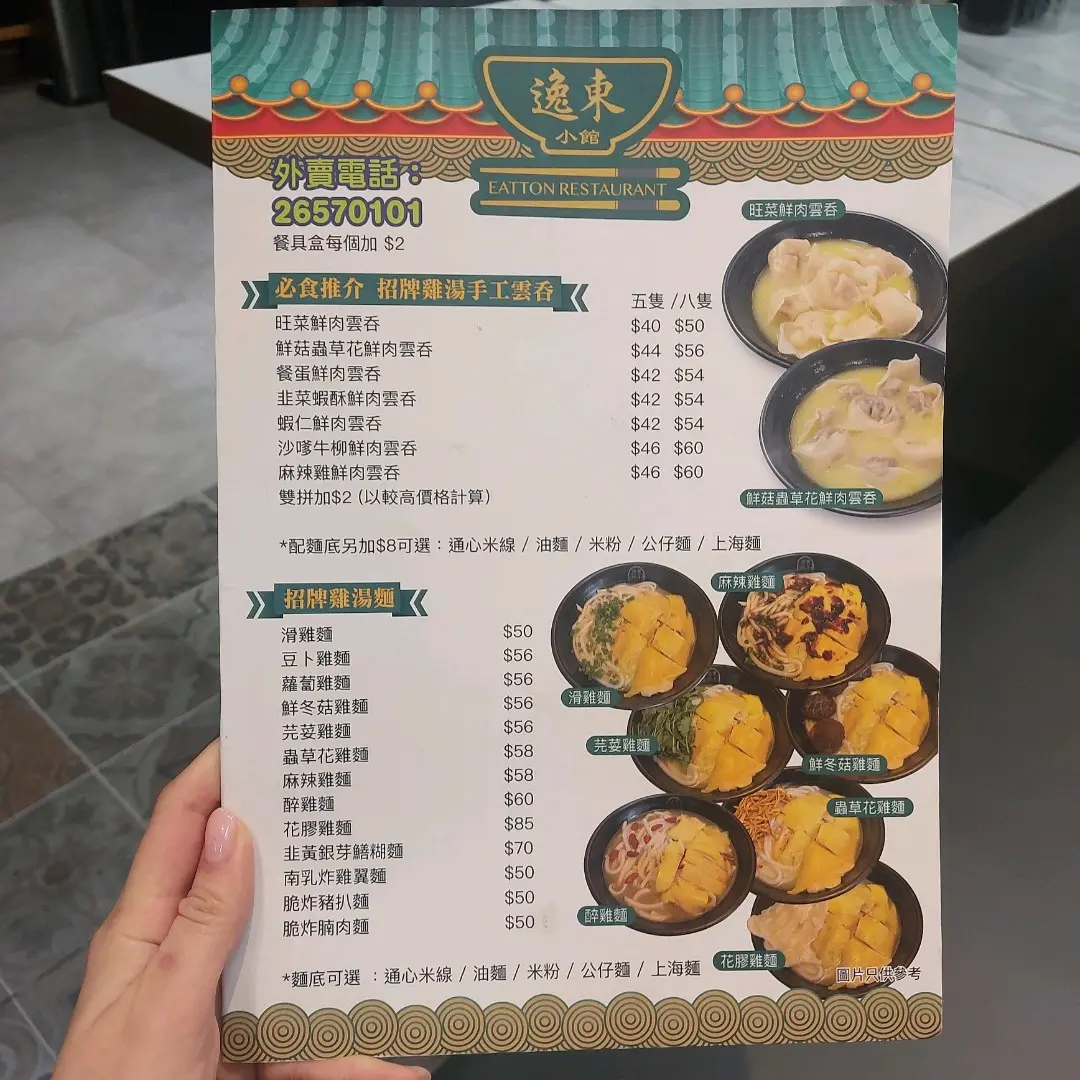 逸東
小館
EATTON RESTAURANT
外賣電話：
26570101
餐具盒每個加 $2
旺菜鮮肉雲吞
必食推介 招牌雞湯手工雲吞
五隻 /八隻
旺菜鮮肉雲吞 $40 $50
鮮菇蟲草花鮮肉雲吞 $44 $56
餐蛋鮮肉雲吞 $42 $54
韭菜蝦酥鮮肉雲吞 $42 $54
蝦仁鮮肉雲吞 $42 $54
沙嗲牛柳鮮肉雲吞 $46 $60
麻辣雞鮮肉雲吞 $46 $60
雙拼加$2 (以較高價格計算)
鮮菇蟲草花鮮肉雲吞
*配麵底另加$8可選：通心米線 / 油麵 / 米粉 / 公仔麵 / 上海麵
招牌雞湯麵
滑雞麵 $50
豆卜雞麵 $56
蘿蔔雞麵 $56
鮮冬菇雞麵 $56
芫荽雞麵 $56
蟲草花雞麵 $58
麻辣雞麵 $58
醉雞麵 $60
花膠雞麵 $85
韭黃銀芽鱔糊麵 $70
南乳炸雞翼麵 $50
脆炸豬扒麵 $50
脆炸腩肉麵 $50
麻辣雞麵
滑雞麵
芫荽雞麵
鮮冬菇雞麵
蟲草花雞麵
醉雞麵
花膠雞麵
圖片只供參考
*麵底可選 ：通心米線 / 油麵 / 米粉 / 公仔麵 / 上海麵